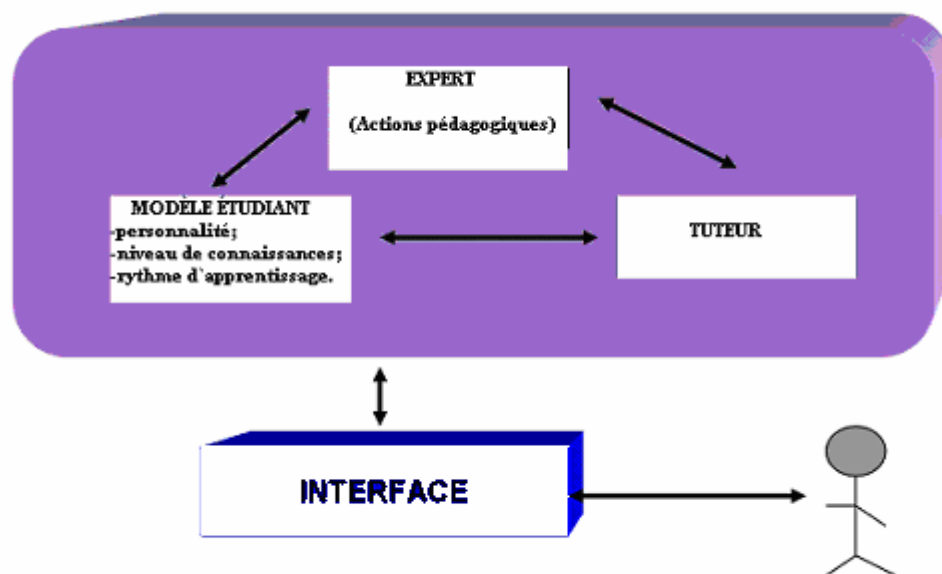 EXPERT
(Actions pédagogiques)
MODÈLE ÉTUDIANT
-personnalité;
-niveau de connaissances;
-rythme d`apprentissage.
TUTEUR
INTERFACE